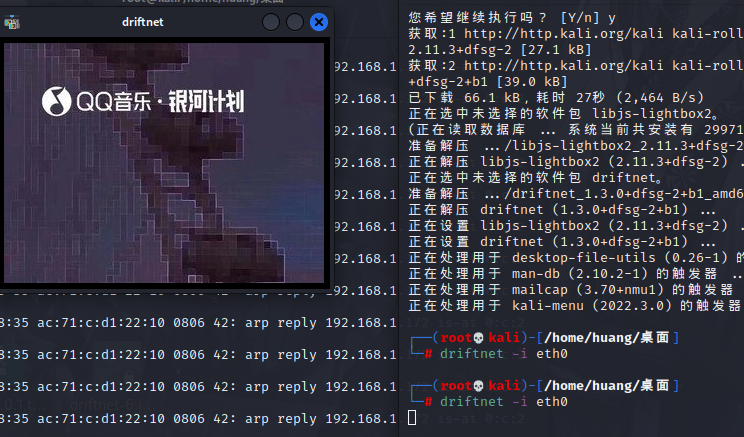 root@kali: /home/huang/桌面
driftnet
QQ音乐·银河计划
192.168.1
192.168.1
192.168.1
192.168.1
192.168.1
192.168.1
192.168.1
8:35 ac:71:c:d1:22:10 0806 42: arp reply 192.168.1.1/2 is-at 0:c:2
8:35 ac:71:c:d1:22:10 0806 42: arp reply 192.168.1
8:35 ac:71:c:d1:22:10 0806 42: arp reply 192.168.1
8:35 ac:71:c:d1:22:10 0806 42: arp reply 192.168.1.1/2 is-at 0:c:2
您希望继续执行吗？ [Y/n] y
获取:1 http://http.kali.org/kali kali-roll
2.11.3+dfsg-2 [27.1 kB]
获取:2 http://http.kali.org/kali kali-roll
+dfsg-2+b1 [39.0 kB]
已下载 66.1 kB，耗时 27秒 (2,464 B/s)
正在选中未选择的软件包 libjs-lightbox2。
(正在读取数据库 ... 系统当前共安装有 29971
准备解压 .../libjs-lightbox2_2.11.3+dfsg-2
正在解压 libjs-lightbox2 (2.11.3+dfsg-2) .
正在选中未选择的软件包 driftnet。
准备解压 .../driftnet_1.3.0+dfsg-2+b1_amd6
正在解压 driftnet (1.3.0+dfsg-2+b1) ...
正在设置 libjs-lightbox2 (2.11.3+dfsg-2) .
正在设置 driftnet (1.3.0+dfsg-2+b1) ...
正在处理用于 desktop-file-utils (0.26-1) 的
正在处理用于 man-db (2.10.2-1) 的触发器 ..
正在处理用于 mailcap (3.70+nmu1) 的触发器
正在处理用于 kali-menu (2022.3.0) 的触发器
┌──(root💀kali)-[/home/huang/桌面]
└─# driftnet -i eth0
┌──(root💀kali)-[/home/huang/桌面]
└─# driftnet -i eth0